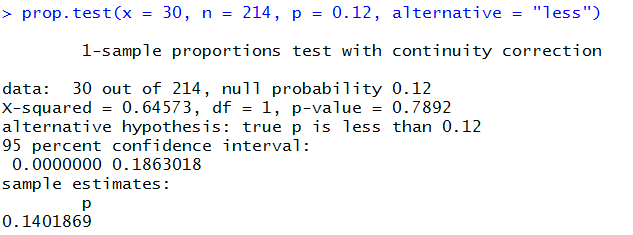 > prop.test(x = 30, n = 214, p = 0.12, alternative = "less")
1-sample proportions test with continuity correction
data:  30 out of 214, null probability 0.12
X-squared = 0.64573, df = 1, p-value = 0.7892
alternative hypothesis: true p is less than 0.12
95 percent confidence interval:
 0.0000000 0.1863018
sample estimates:
p
0.1401869